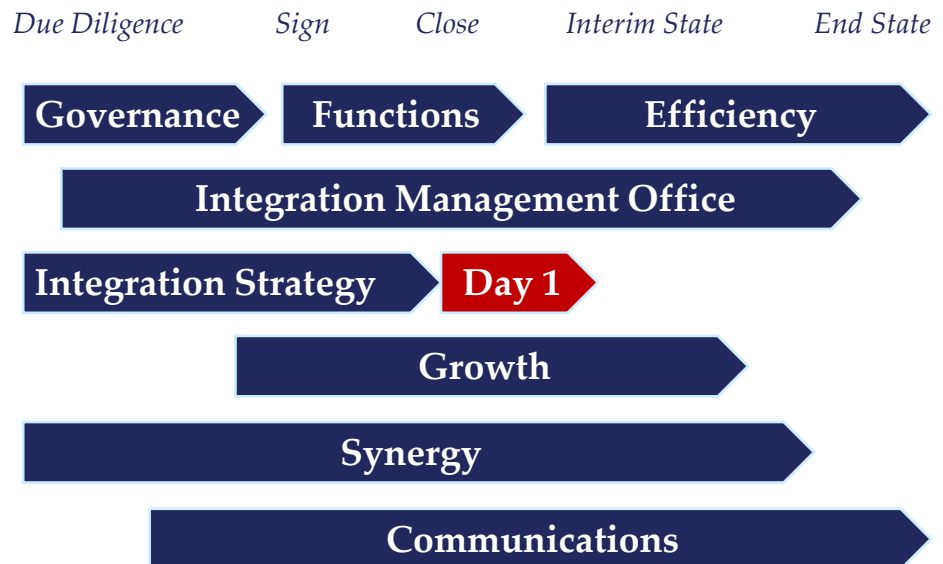 Due Diligence Sign Close Interim State End State
Governance Functions Efficiency
Integration Management Office
Integration Strategy Day 1
Growth
Synergy
Communications